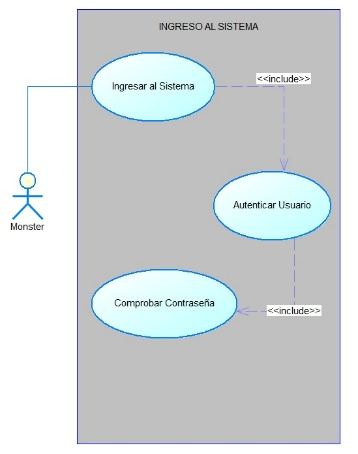 INGRESO AL SISTEMA
<<include>>
Ingresar al Sistema
Autenticar Usuario
Monster
Comprobar Contraseña
<<include>>